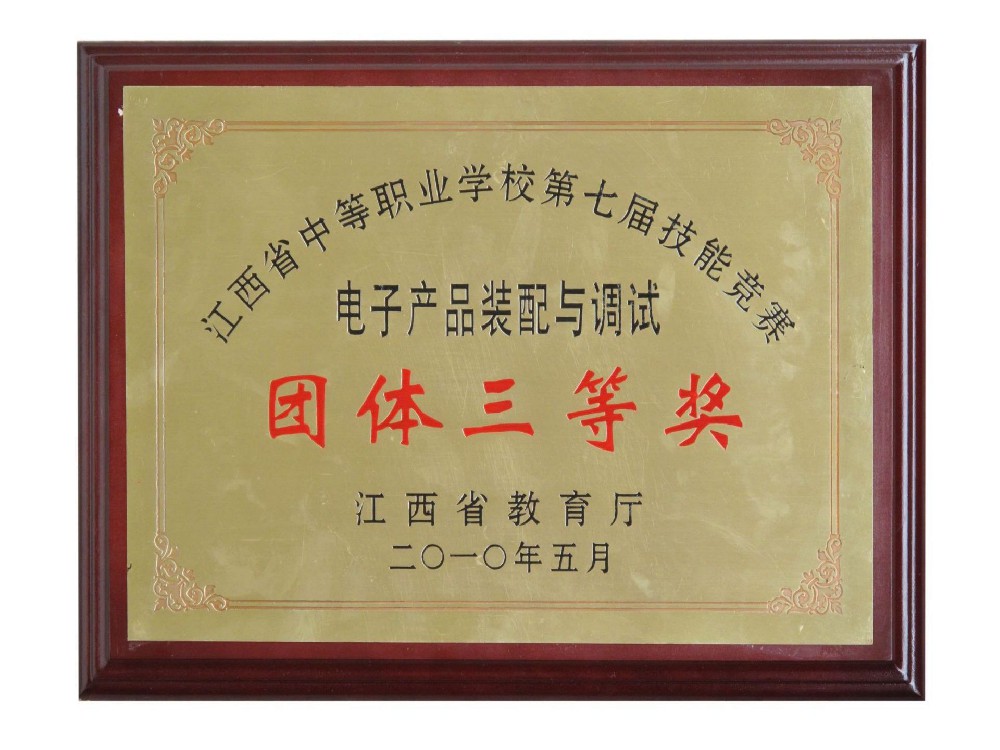 江西省中等职业学校第七届技能竞赛
电子产品装配与调试
团体三等奖
江西省教育厅
二〇一〇年五月